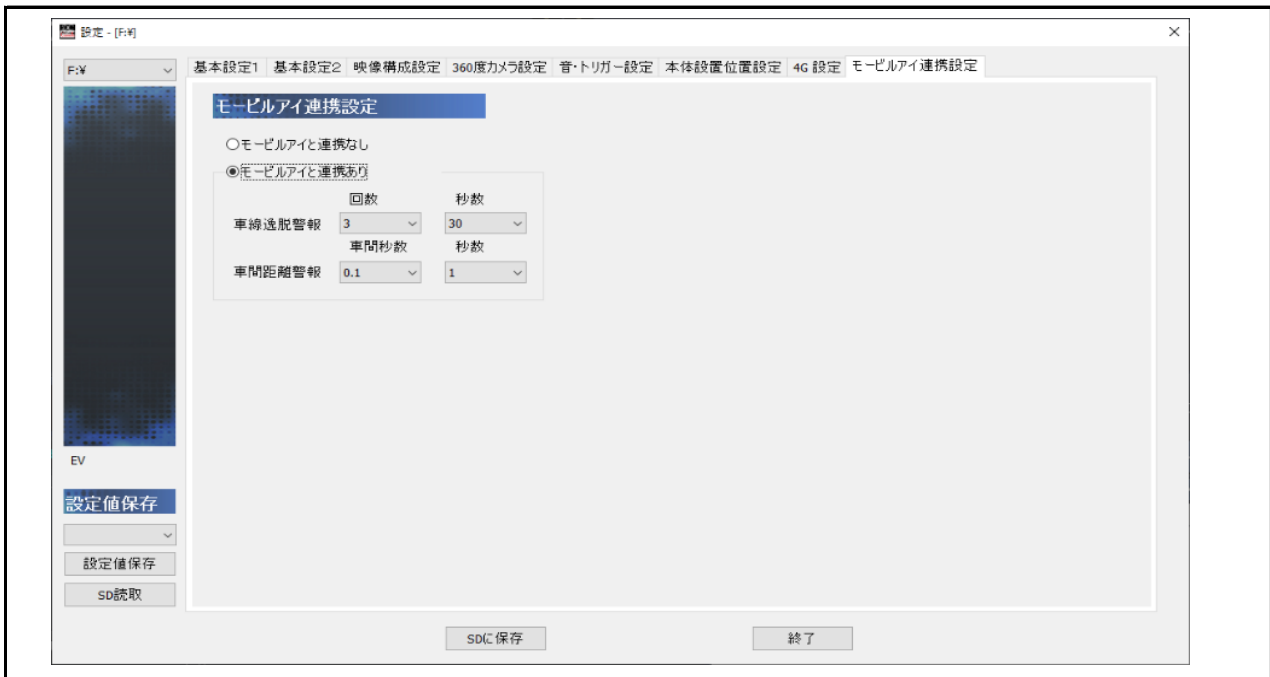 設定 - [F:¥]
F:¥
基本設定1 基本設定2 映像構成設定 360度カメラ設定 音・トリガー設定 本体設置位置設定 4G 設定 モービルアイ連携設定
モービルアイ連携設定
モービルアイと連携なし
モービルアイと連携あり
回数 秒数
車線逸脱警報 3 30
車間秒数 秒数
車間距離警報 0.1 1
EV
設定値保存
設定値保存
SD読取
SDに保存 終了